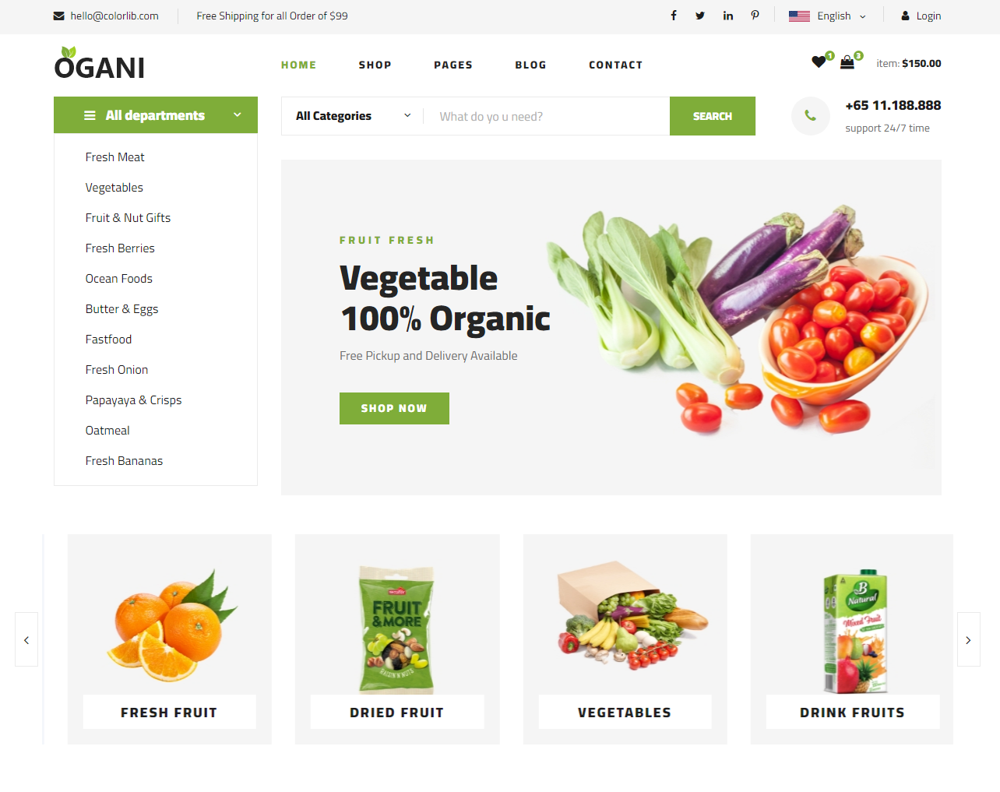 hello@colorlib.com
Free Shipping for all Order of $99
English
Login
OGANI
HOME
SHOP
PAGES
BLOG
CONTACT
1
3
item: $150.00
All departments
All Categories
What do yo u need?
SEARCH
+65 11.188.888
support 24/7 time
Fresh Meat
Vegetables
Fruit & Nut Gifts
Fresh Berries
Ocean Foods
Butter & Eggs
Fastfood
Fresh Onion
Papayaya & Crisps
Oatmeal
Fresh Bananas
FRUIT FRESH
Vegetable
100% Organic
Free Pickup and Delivery Available
SHOP NOW
FRUIT
&MORE
RAISIN N NUTS
B
Natural
Mixed Fruit
FRESH FRUIT
DRIED FRUIT
VEGETABLES
DRINK FRUITS